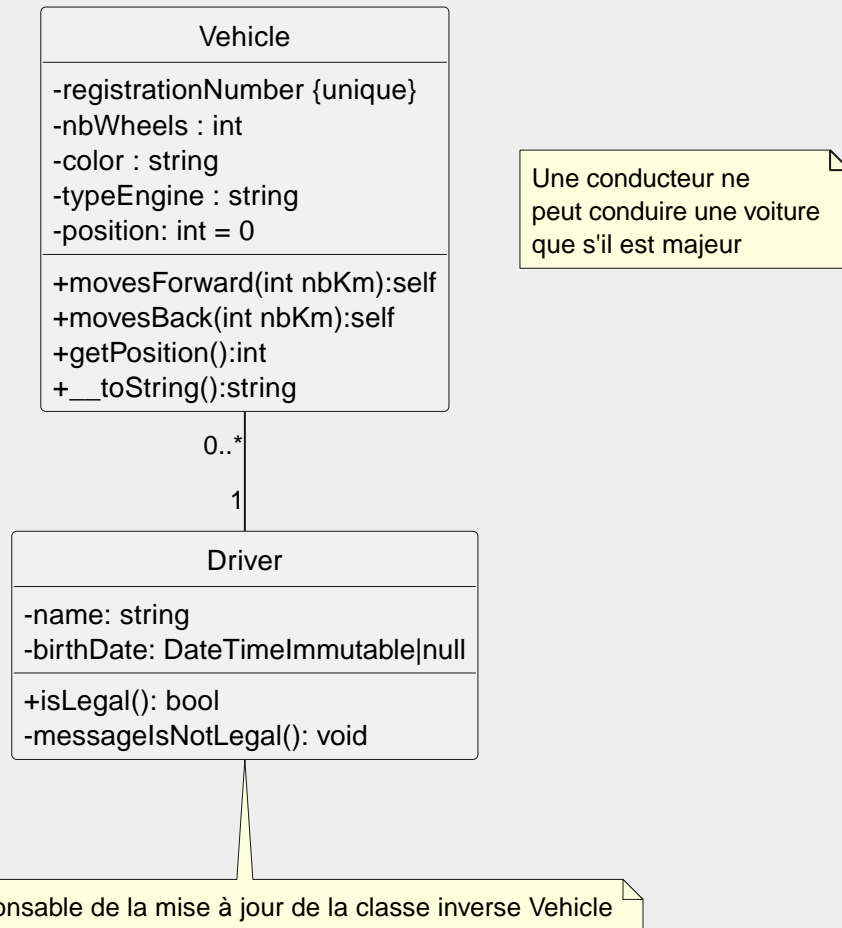 Vehicle
-registrationNumber {unique}
-nbWheels : int
-color : string
-typeEngine : string
-position: int = 0
+movesForward(int nbKm):self
+movesBack(int nbKm):self
+getPosition():int
+__toString():string
Une conducteur ne
peut conduire une voiture
que s'il est majeur
0..*
1
Driver
-name: string
-birthDate: DateTimeImmutable|null
+isLegal(): bool
-messageIsNotLegal(): void
de la mise à jour de la classe inverse Vehicle